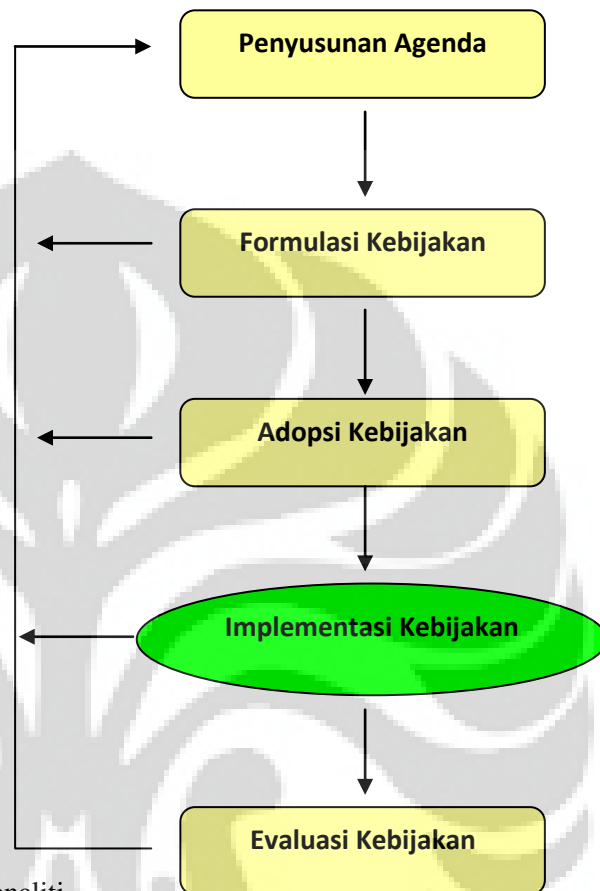 Penyusunan Agenda
Formulasi Kebijakan
Adopsi Kebijakan
Implementasi Kebijakan
Evaluasi Kebijakan